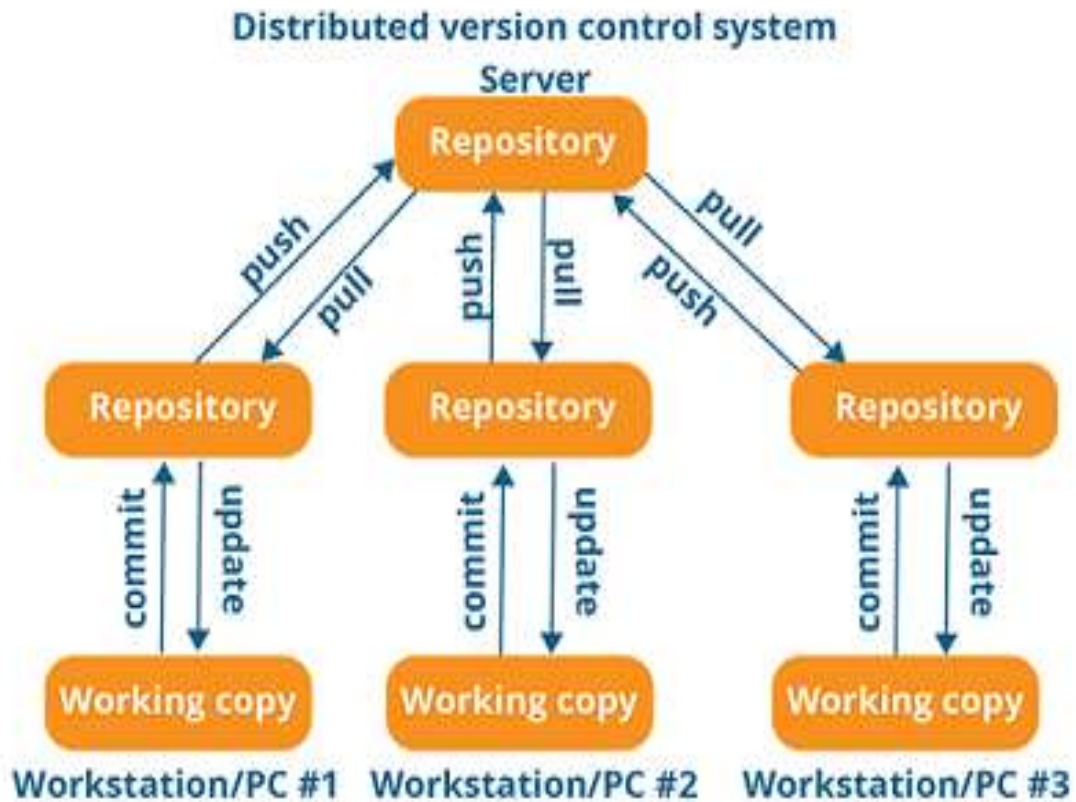 Distributed version control system
Server
Repository
push
pull
push
pull
push
pull
Repository
Repository
Repository
commit
update
commit
update
commit
update
Working copy
Working copy
Working copy
Workstation/PC #1
Workstation/PC #2
Workstation/PC #3